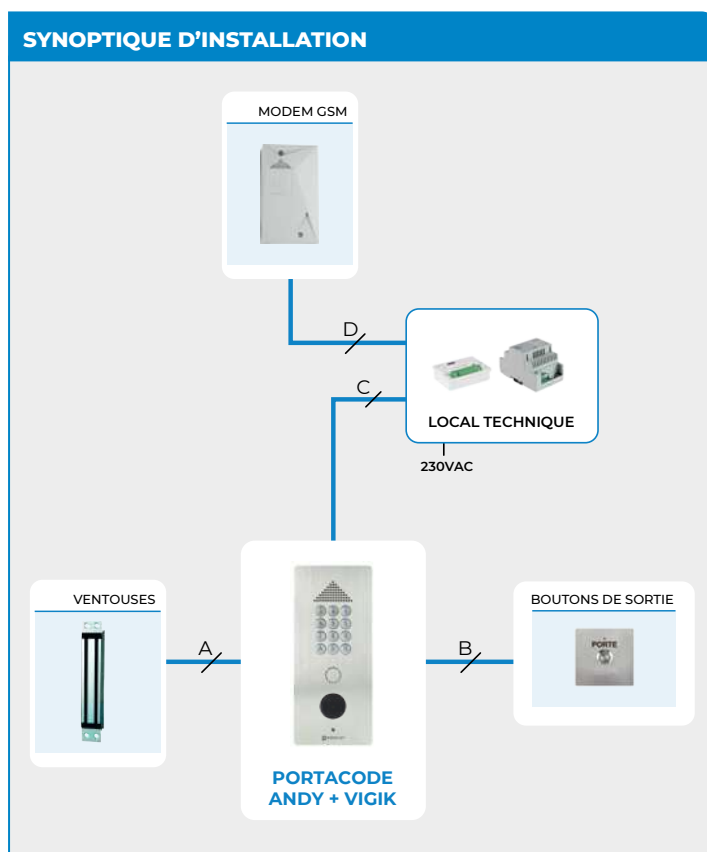 SYNOPTIQUE D'INSTALLATION
MODEM GSM
D
C
LOCAL TECHNIQUE
230VAC
VENTOUSES
A
B
BOUTONS DE SORTIE
PORTE
PORTACODE
ANDY + VIGIK